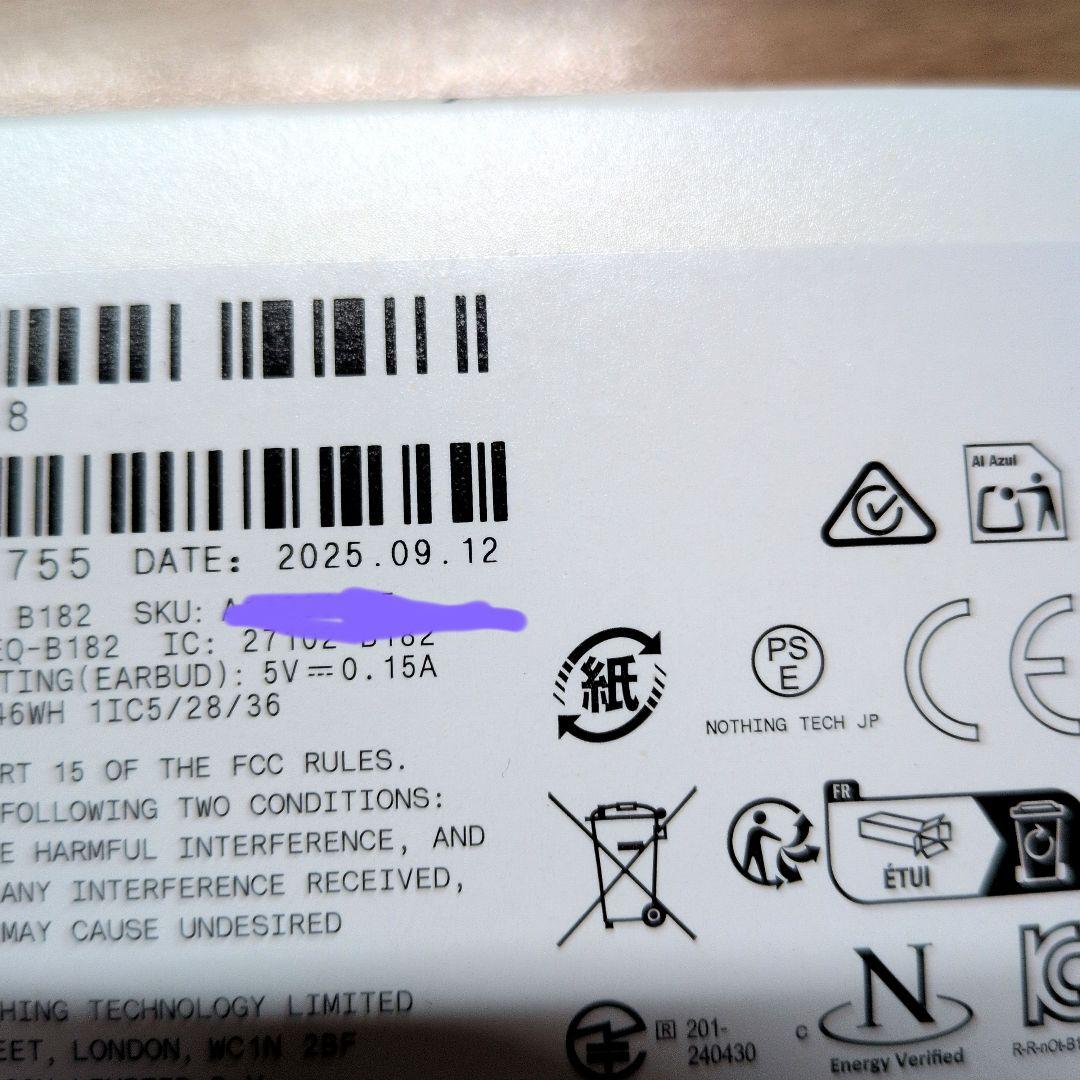 8
755 DATE: 2025.09.12
B182 SKU:
EQ-B182 IC: 27102-B182
TING(EARBUD): 5V⎓0.15A
46WH 1IC5/28/36
RT 15 OF THE FCC RULES.
FOLLOWING TWO CONDITIONS:
E HARMFUL INTERFERENCE, AND
ANY INTERFERENCE RECEIVED,
MAY CAUSE UNDESIRED
HING TECHNOLOGY LIMITED
EET, LONDON, WC1N 2BF
Al Azul
紙
PS
E
NOTHING TECH JP
CE
FR
ÉTUI
R 201-
240430
c
N
Energy Verified
R-R-nOt-B1